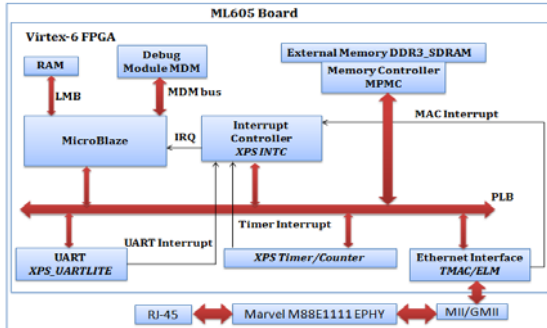 ML605 Board
Virtex-6 FPGA
RAM
Debug
Module MDM
External Memory DDR3_SDRAM
Memory Controller
MPMC
LMB
MDM bus
MAC Interrupt
MicroBlaze
IRQ
Interrupt
Controller
XPS INTC
PLB
Timer Interrupt
UART Interrupt
UART
XPS_UARTLITE
XPS Timer/Counter
Ethernet Interface
TMAC/ELM
RJ-45
Marvel M88E1111 EPHY
MII/GMII